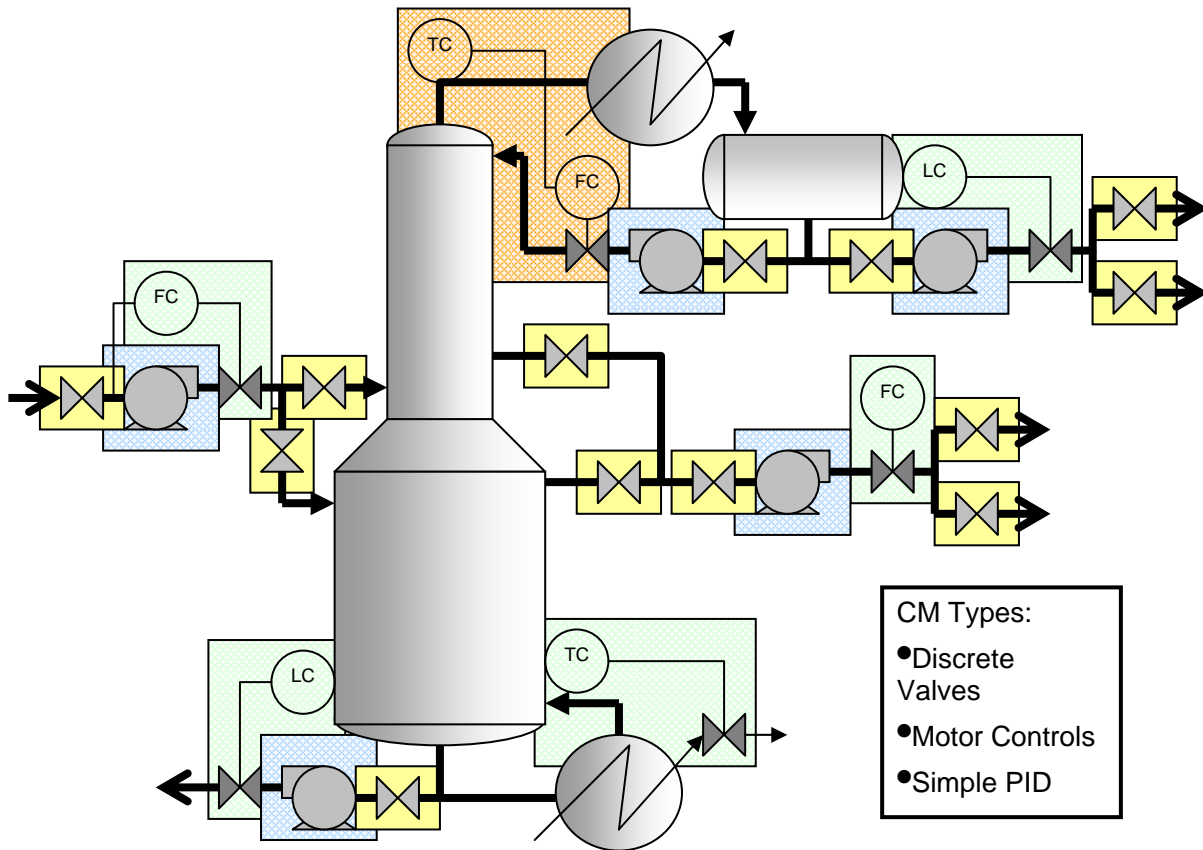 TC
FC
LC
FC
FC
LC
TC
CM Types:
●Discrete
Valves
●Motor Controls
●Simple PID